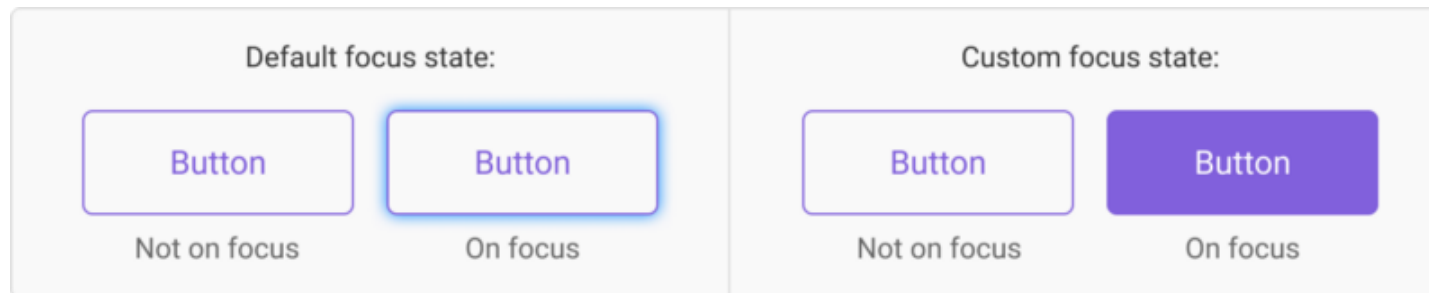 Default focus state:
Button
Button
Not on focus
On focus
Custom focus state:
Button
Button
Not on focus
On focus